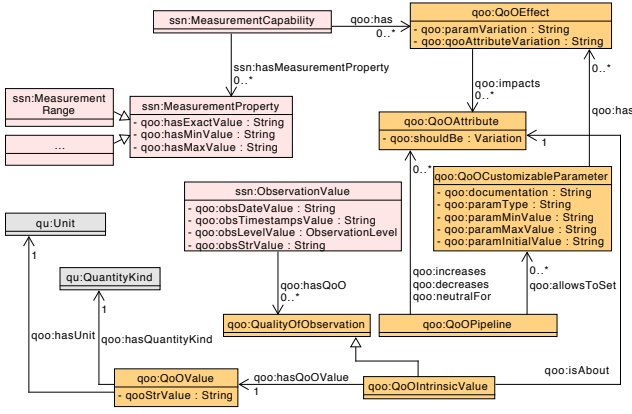 ssn:MeasurementCapability
qoo:has
0..*
qoo:QoOEffect
- qoo:paramVariation : String
- qoo:qooAttributeVariation : String
ssn:hasMeasurementProperty
0..*
qoo:impacts
0..*
0..*
qoo:has
ssn:Measurement
Range
...
ssn:MeasurementProperty
- qoo:hasExactValue : String
- qoo:hasMinValue : String
- qoo:hasMaxValue : String
qoo:QoOAttribute
- qoo:shouldBe : Variation
1
0..*
qoo:QoOCustomizableParameter
- qoo:documentation : String
- qoo:paramType : String
- qoo:paramMinValue : String
- qoo:paramMaxValue : String
- qoo:paramInitialValue : String
ssn:ObservationValue
- qoo:obsDateValue : String
- qoo:obsTimestampsValue : String
- qoo:obsLevelValue : ObservationLevel
- qoo:obsStrValue : String
qu:Unit
1
qu:QuantityKind
1
qoo:hasQoO
0..*
qoo:increases
qoo:decreases
qoo:neutralFor
0..*
qoo:allowsToSet
qoo:hasUnit
qoo:hasQuantityKind
qoo:QualityOfObservation
qoo:QoOPipeline
qoo:isAbout
qoo:QoOValue
- qooStrValue : String
qoo:hasQoOValue
1
qoo:QoOIntrinsicValue